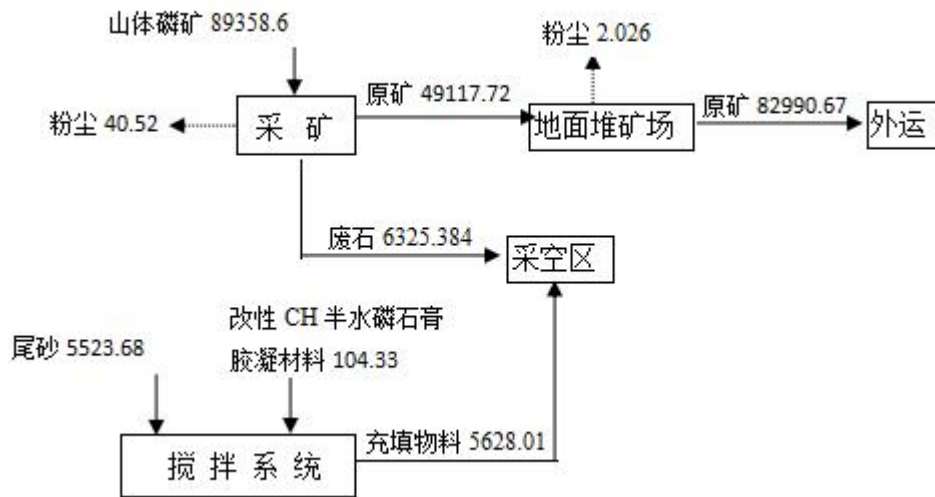 山体磷矿 89358.6
粉尘 2.026
原矿 49117.72
原矿 82990.67
粉尘 40.52
采 矿
地面堆矿场
外运
废石 6325.384
采空区
改性 CH 半水磷石膏
尾砂 5523.68
胶凝材料 104.33
充填物料 5628.01
搅 拌 系 统